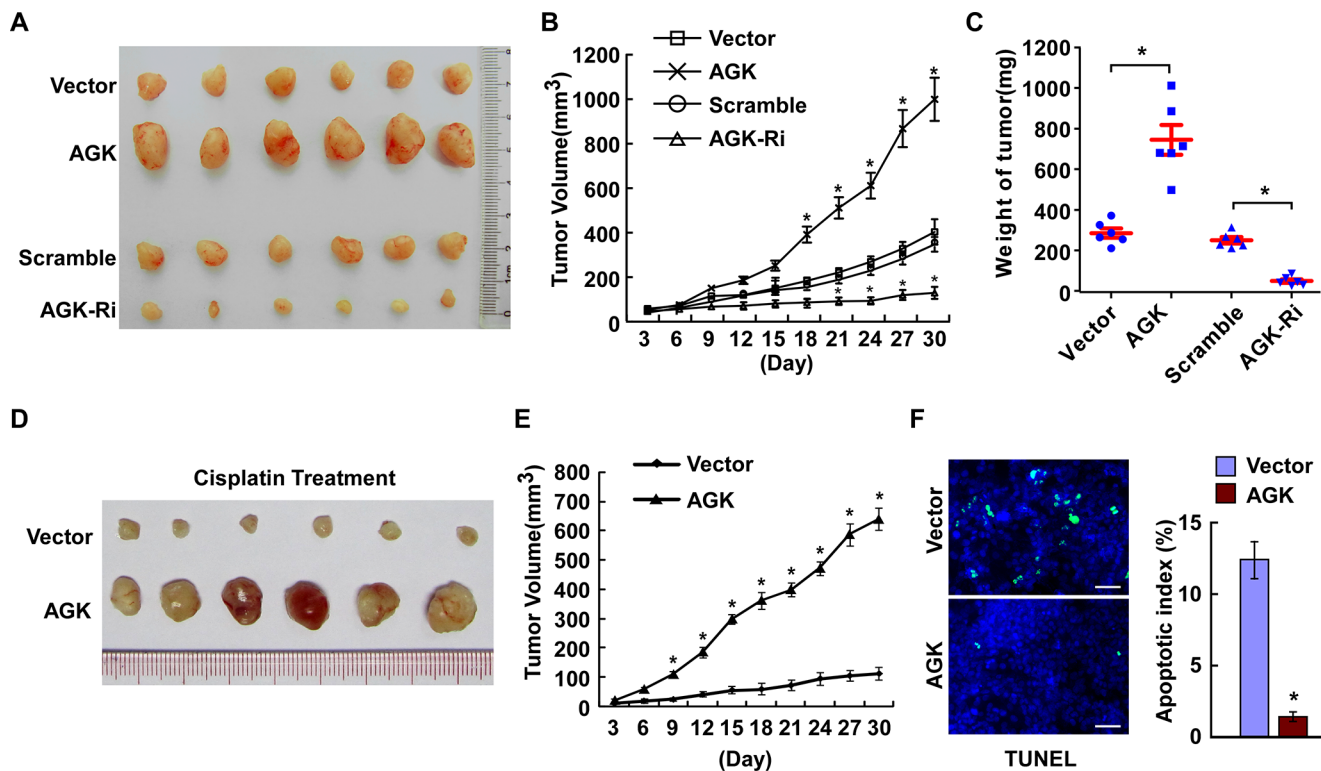 A
Vector
AGK
Scramble
AGK-Ri
B
Vector
AGK
Scramble
AGK-Ri
Tumor Volume(mm3)
1200
1000
800
600
400
200
0
* * * * *
* * * *
3 6 9 12 15 18 21 24 27 30
(Day)
C
Weight of tumor(mg)
1200
1000
800
600
400
200
0
*
*
Vector
AGK
Scramble
AGK-Ri
D
Cisplatin Treatment
Vector
AGK
E
Vector
AGK
Tumor Volume(mm3)
800
700
600
500
400
300
200
100
0
* * * * * * * *
3 6 9 12 15 18 21 24 27 30
(Day)
F
Vector
AGK
TUNEL
Vector
AGK
Apoptotic index (%)
15
10
5
0
*